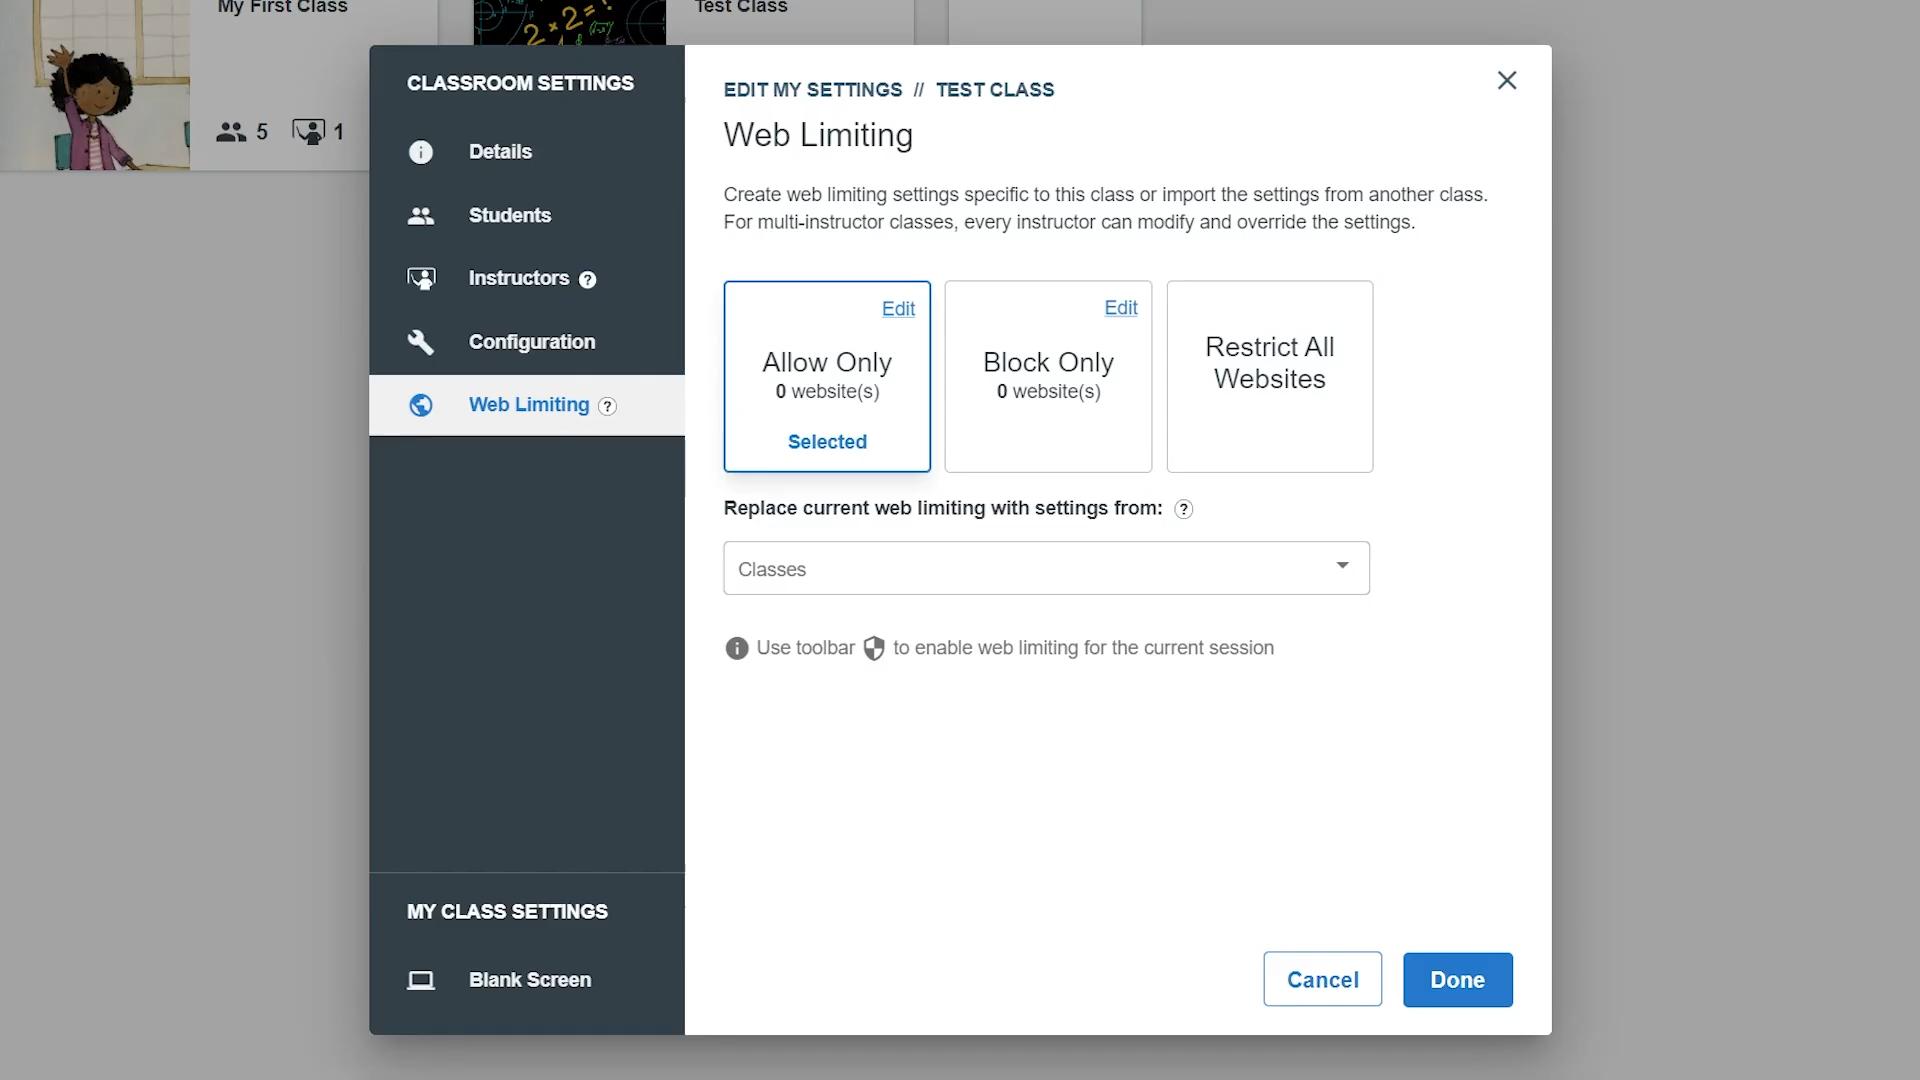 My First Class
Test Class
2×2=?
5
1
CLASSROOM SETTINGS
Details
Students
Instructors ?
Configuration
Web Limiting ?
MY CLASS SETTINGS
Blank Screen
EDIT MY SETTINGS // TEST CLASS
Web Limiting
Create web limiting settings specific to this class or import the settings from another class.
For multi-instructor classes, every instructor can modify and override the settings.
Edit
Allow Only
0 website(s)
Selected
Edit
Block Only
0 website(s)
Restrict All
Websites
Replace current web limiting with settings from: ?
Classes
Use toolbar to enable web limiting for the current session
Cancel
Done